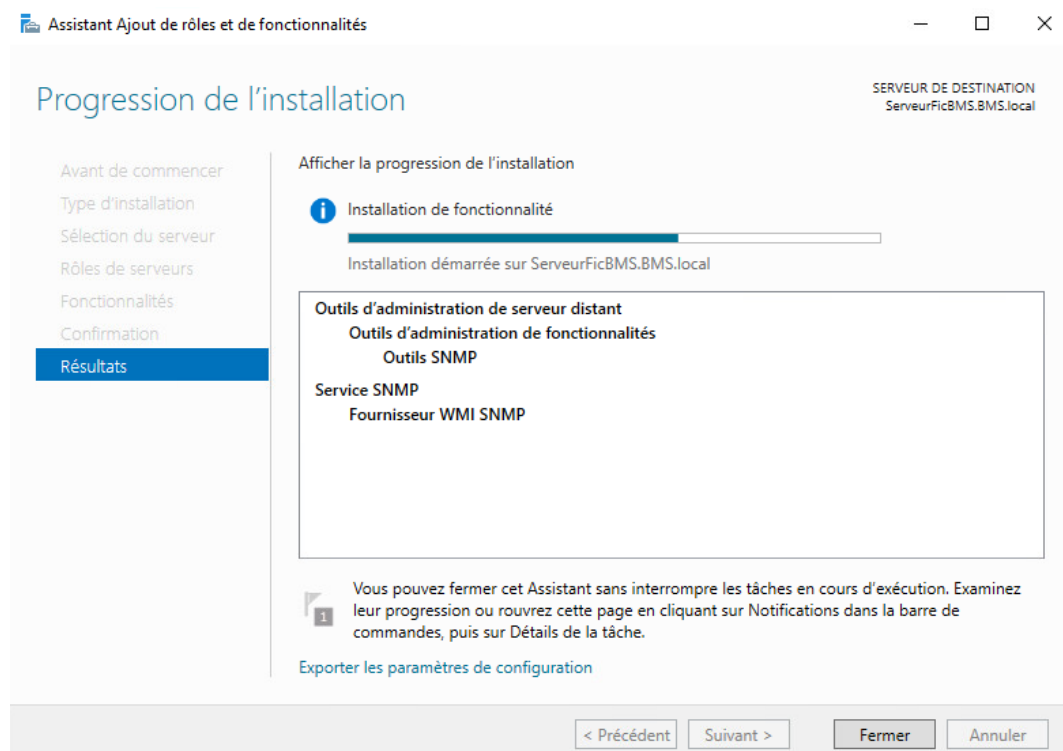 Assistant Ajout de rôles et de fonctionnalités
Progression de l'installation
SERVEUR DE DESTINATION
ServeurFicBMS.BMS.local
Avant de commencer
Type d'installation
Sélection du serveur
Rôles de serveurs
Fonctionnalités
Confirmation
Résultats
Afficher la progression de l'installation
Installation de fonctionnalité
Installation démarrée sur ServeurFicBMS.BMS.local
Outils d'administration de serveur distant
Outils d'administration de fonctionnalités
Outils SNMP
Service SNMP
Fournisseur WMI SNMP
1
Vous pouvez fermer cet Assistant sans interrompre les tâches en cours d'exécution. Examinez
leur progression ou rouvrez cette page en cliquant sur Notifications dans la barre de
commandes, puis sur Détails de la tâche.
Exporter les paramètres de configuration
< Précédent
Suivant >
Fermer
Annuler